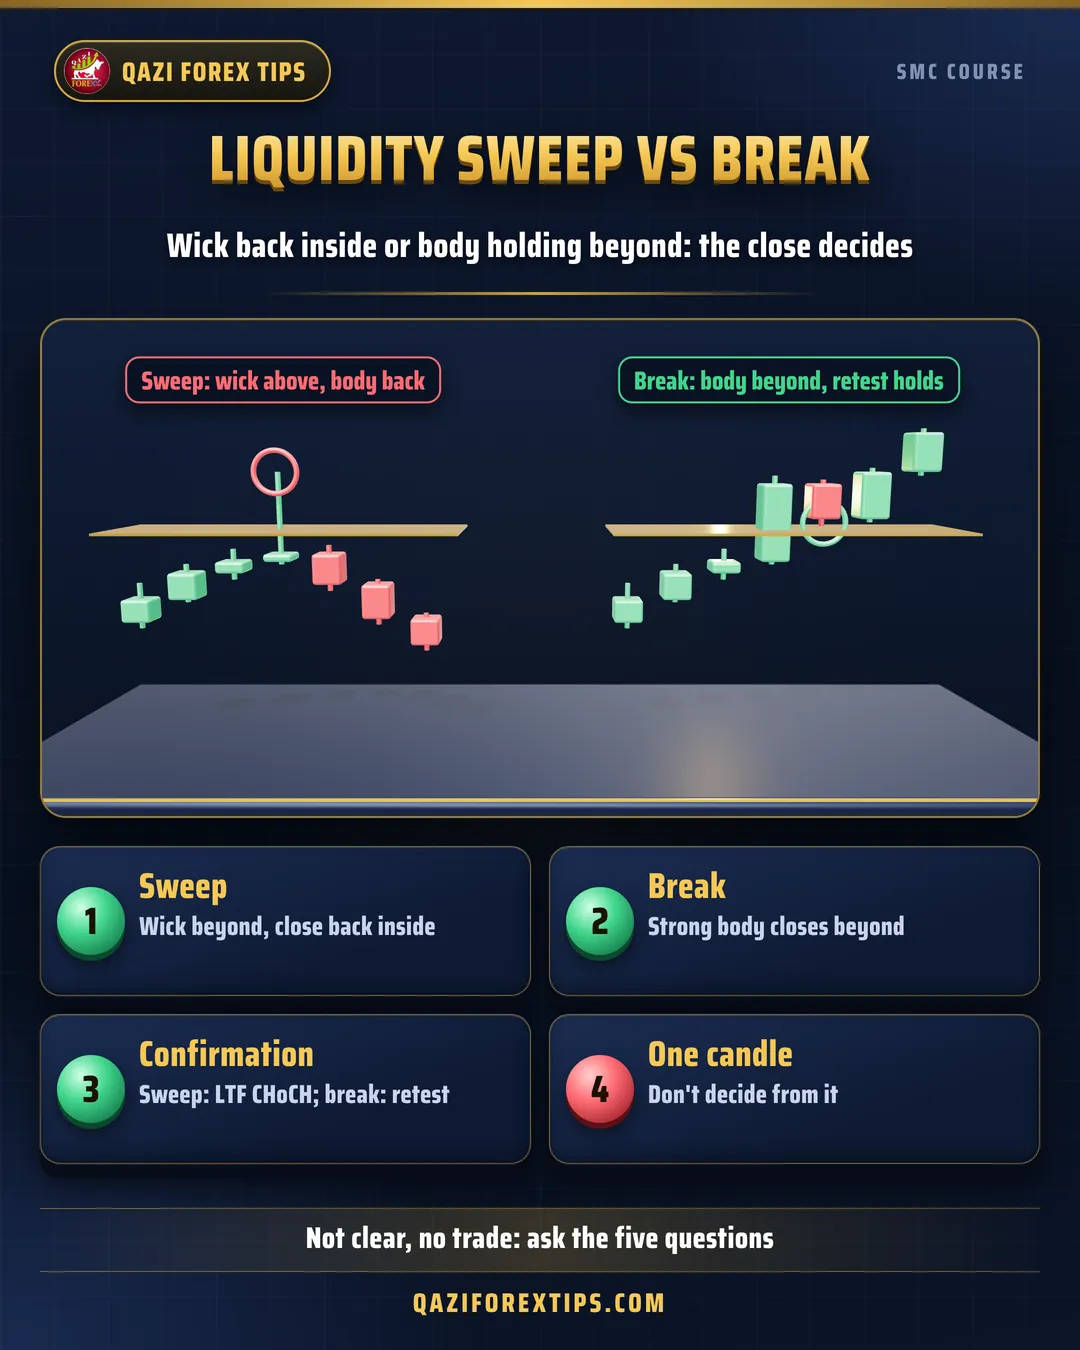 QAZI
FOREX
QAZI FOREX TIPS
SMC COURSE
LIQUIDITY SWEEP VS BREAK
Wick back inside or body holding beyond: the close decides
Sweep: wick above, body back
Break: body beyond, retest holds
1
Sweep
Wick beyond, close back inside
2
Break
Strong body closes beyond
3
Confirmation
Sweep: LTF CHoCH; break: retest
4
One candle
Don't decide from it
Not clear, no trade: ask the five questions
QAZIFOREXTIPS.COM